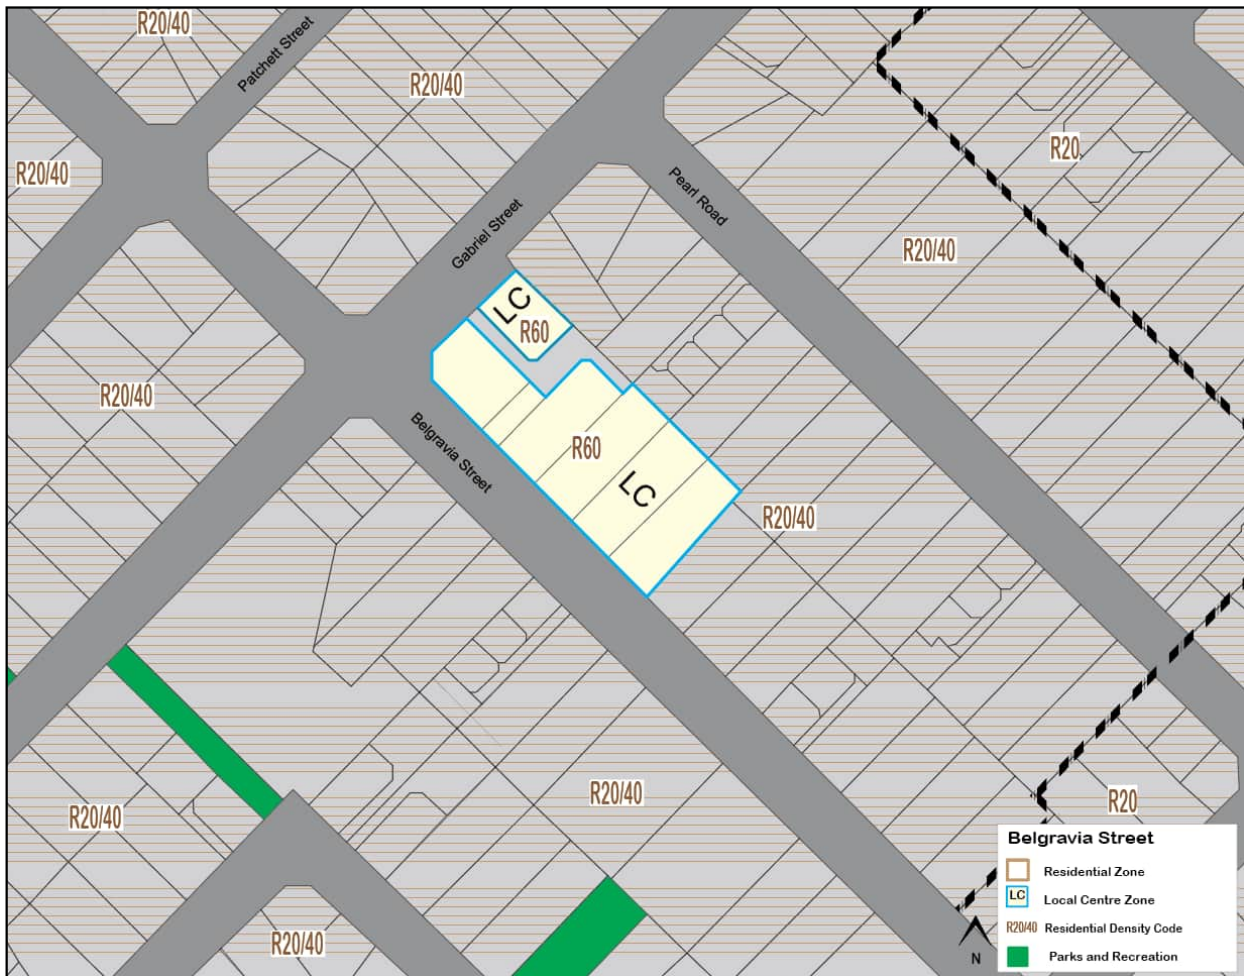 R20/40
Patchett Street
R20/40
R20
R20/40
Pearl Road
Gabriel Street
R20/40
LC
R60
R20/40
Belgravia Street
R60
LC
R20/40
R20/40
R20
R20/40
R20/40
Belgravia Street
Residential Zone
LC Local Centre Zone
R20/40 Residential Density Code
Parks and Recreation
N